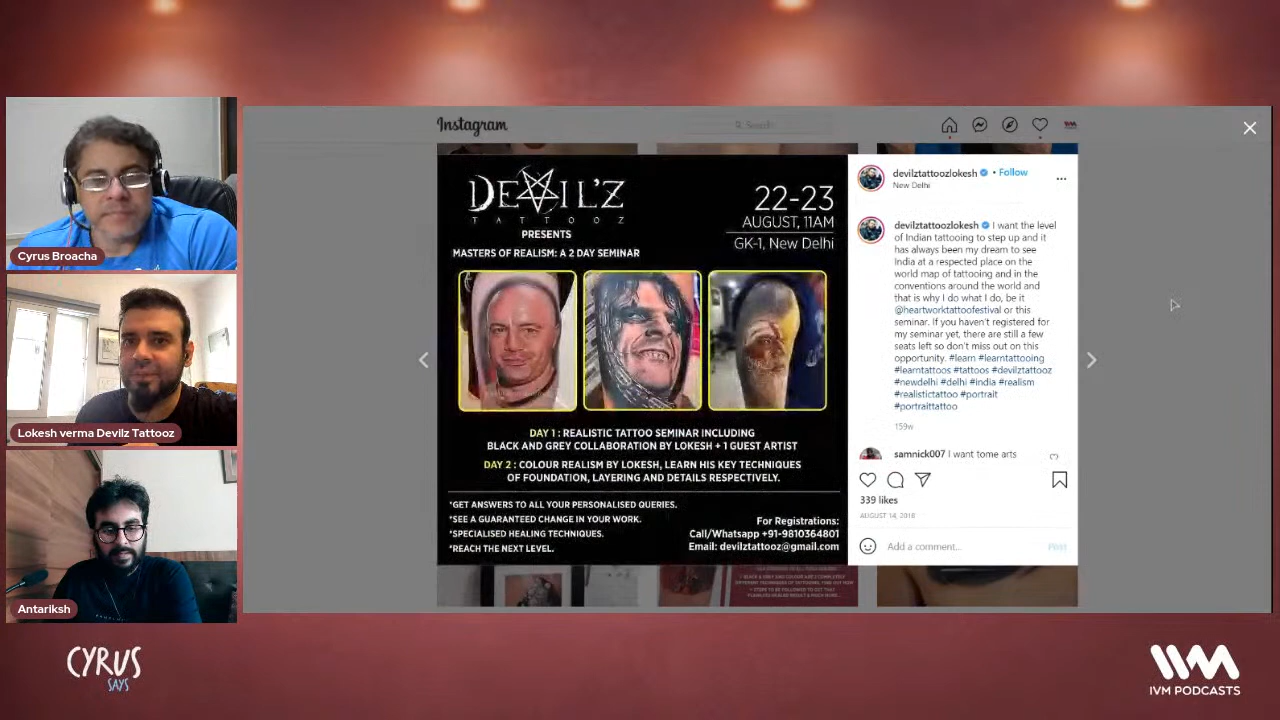 Cyrus Broacha
Lokesh verma Devilz Tattooz
Antariksh
CYRUS
SAYS
IVM PODCASTS
Instagram
Search
DEVIL'Z
TATTOOZ
PRESENTS
MASTERS OF REALISM: A 2 DAY SEMINAR
22-23
AUGUST, 11AM
GK-1, New Delhi
DAY 1 : REALISTIC TATTOO SEMINAR INCLUDING
BLACK AND GREY COLLABORATION BY LOKESH + 1 GUEST ARTIST
DAY 2 : COLOUR REALISM BY LOKESH, LEARN HIS KEY TECHNIQUES
OF FOUNDATION, LAYERING AND DETAILS RESPECTIVELY.
*GET ANSWERS TO ALL YOUR PERSONALISED QUERIES.
*SEE A GUARANTEED CHANGE IN YOUR WORK.
*SPECIALISED HEALING TECHNIQUES.
*REACH THE NEXT LEVEL.
For Registrations:
Call/Whatsapp +91-9810364801
Email: devilztattooz@gmail.com
devilztattoozlokesh • Follow
New Delhi
devilztattoozlokesh I want the level
of Indian tattooing to step up and it
has always been my dream to see
India at a respected place on the
world map of tattooing and in the
conventions around the world and
that is why I do what I do, be it
@heartworktattoofestival or this
seminar. If you haven't registered for
my seminar yet, there are still a few
seats left so don't miss out on this
opportunity. #learn #learntattooing
#learntattoos #tattoos #devilztattooz
#newdelhi #delhi #india #realism
#realistictattoo #portrait
#portraittattoo
159w
samnick007 I want tome arts
339 likes
AUGUST 14, 2018
Add a comment...
Post